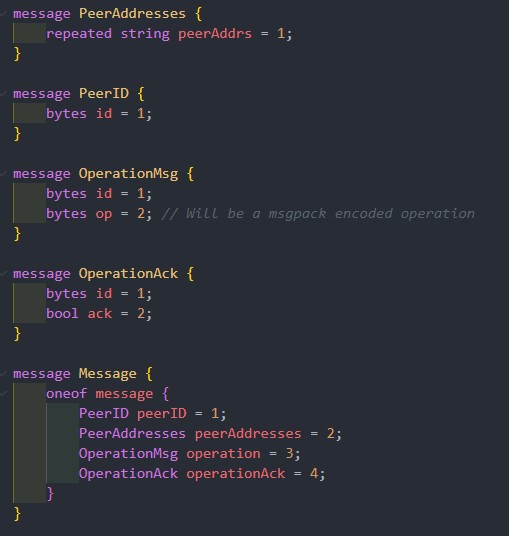 message PeerAddresses {
    repeated string peerAddrs = 1;
}

message PeerID {
    bytes id = 1;
}

message OperationMsg {
    bytes id = 1;
    bytes op = 2; // Will be a msgpack encoded operation
}

message OperationAck {
    bytes id = 1;
    bool ack = 2;
}

message Message {
    oneof message {
        PeerID peerID = 1;
        PeerAddresses peerAddresses = 2;
        OperationMsg operation = 3;
        OperationAck operationAck = 4;
    }
}